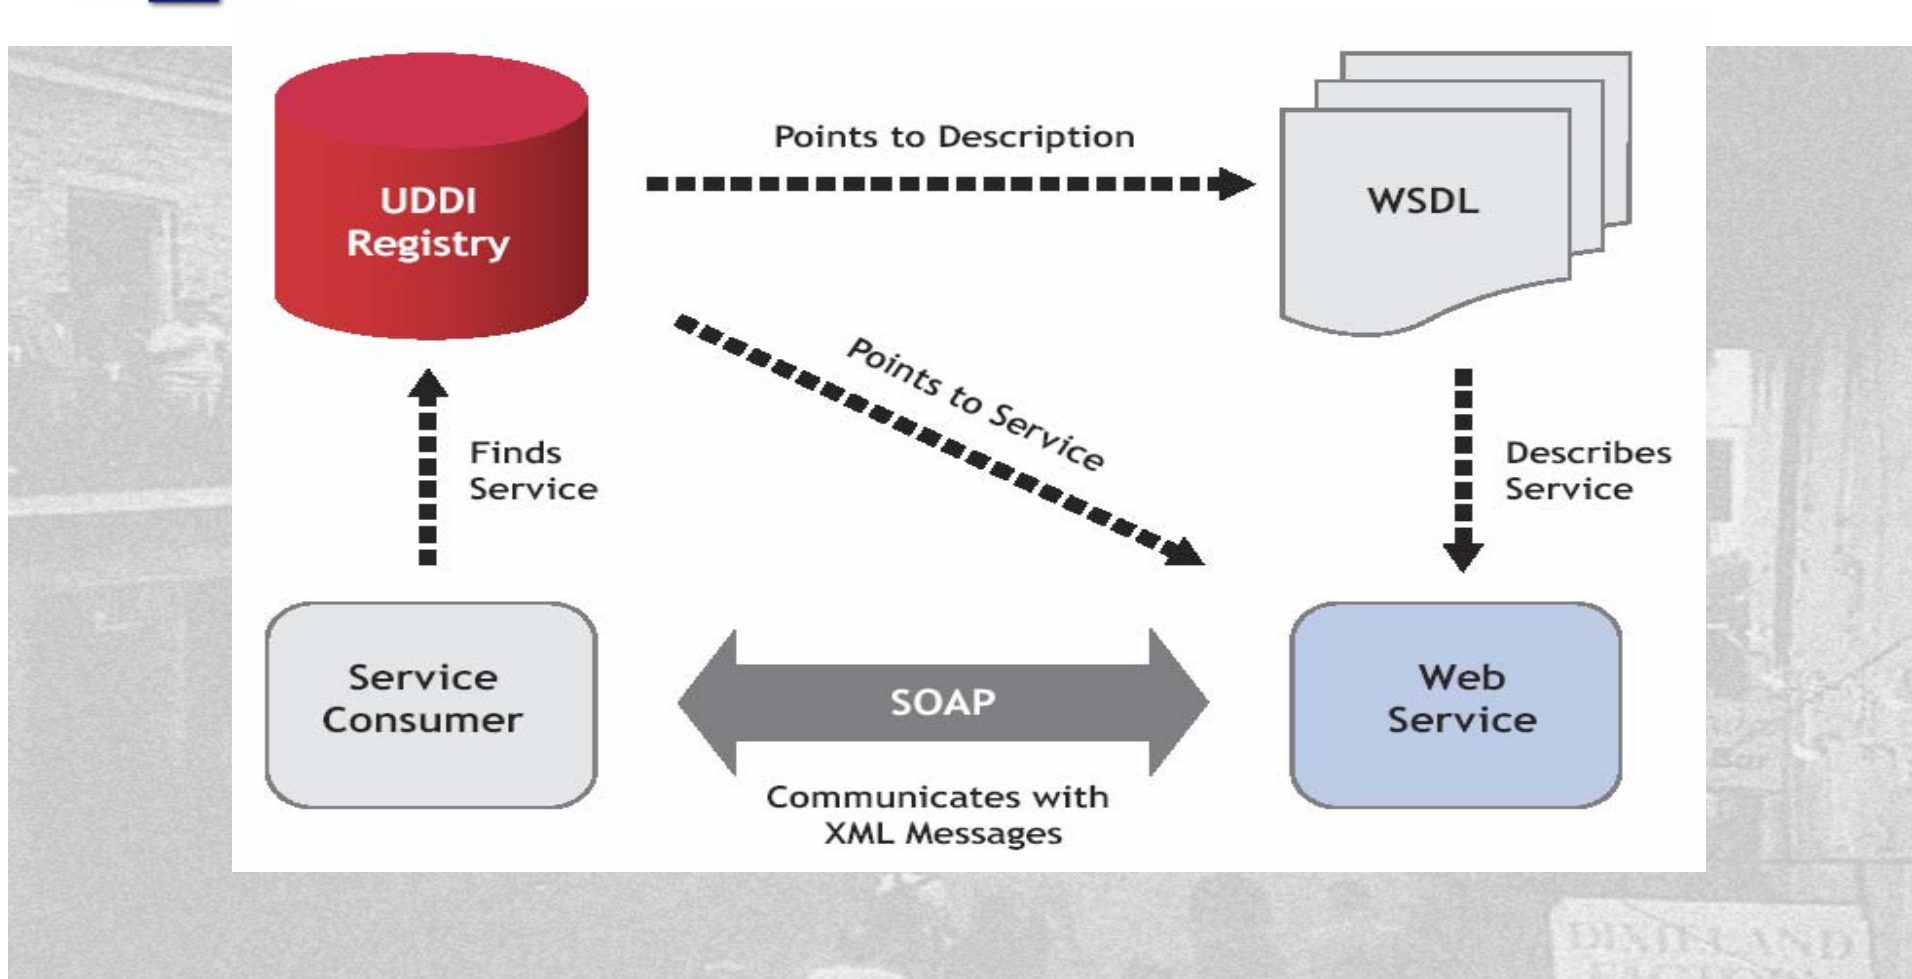 UDDI
Registry
Points to Description
WSDL
Points to Service
Finds
Service
Describes
Service
Service
Consumer
SOAP
Web
Service
Communicates with
XML Messages
DIXIELAND